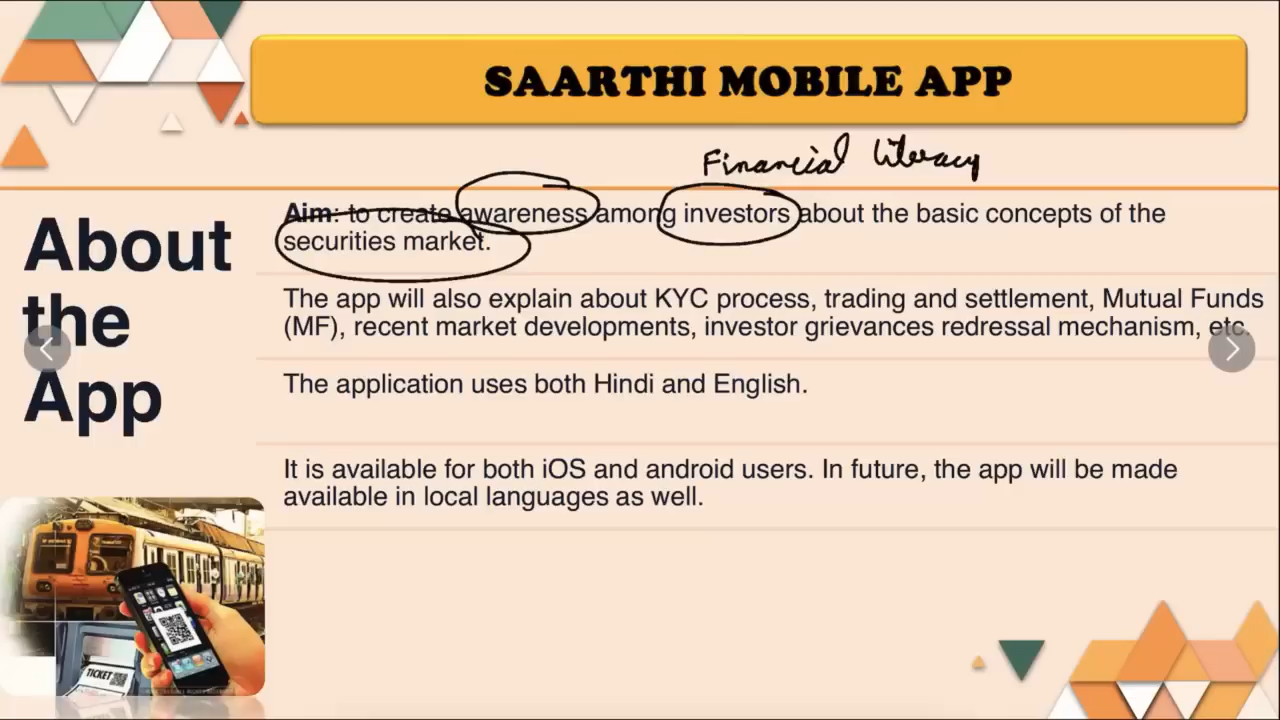 SAARTHI MOBILE APP
Financial literacy
About
the
App
Aim: to create awareness among investors about the basic concepts of the
securities market.
The app will also explain about KYC process, trading and settlement, Mutual Funds
(MF), recent market developments, investor grievances redressal mechanism, etc.
The application uses both Hindi and English.
It is available for both iOS and android users. In future, the app will be made
available in local languages as well.
TICKET